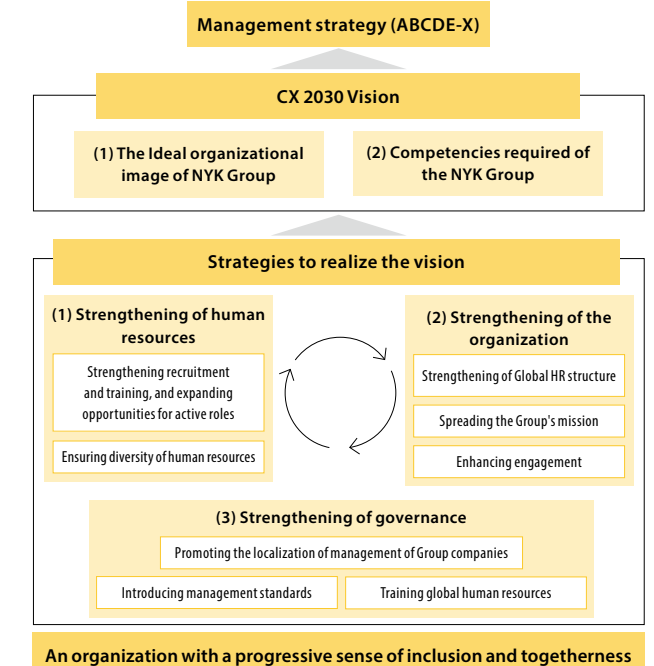 Management strategy (ABCDE-X)
CX 2030 Vision
(1) The Ideal organizational
image of NYK Group
(2) Competencies required of
the NYK Group
Strategies to realize the vision
(1) Strengthening of human
resources
Strengthening recruitment
and training, and expanding
opportunities for active roles
Ensuring diversity of human resources
(2) Strengthening of the
organization
Strengthening of Global HR structure
Spreading the Group's mission
Enhancing engagement
(3) Strengthening of governance
Promoting the localization of management of Group companies
Introducing management standards
Training global human resources
An organization with a progressive sense of inclusion and togetherness